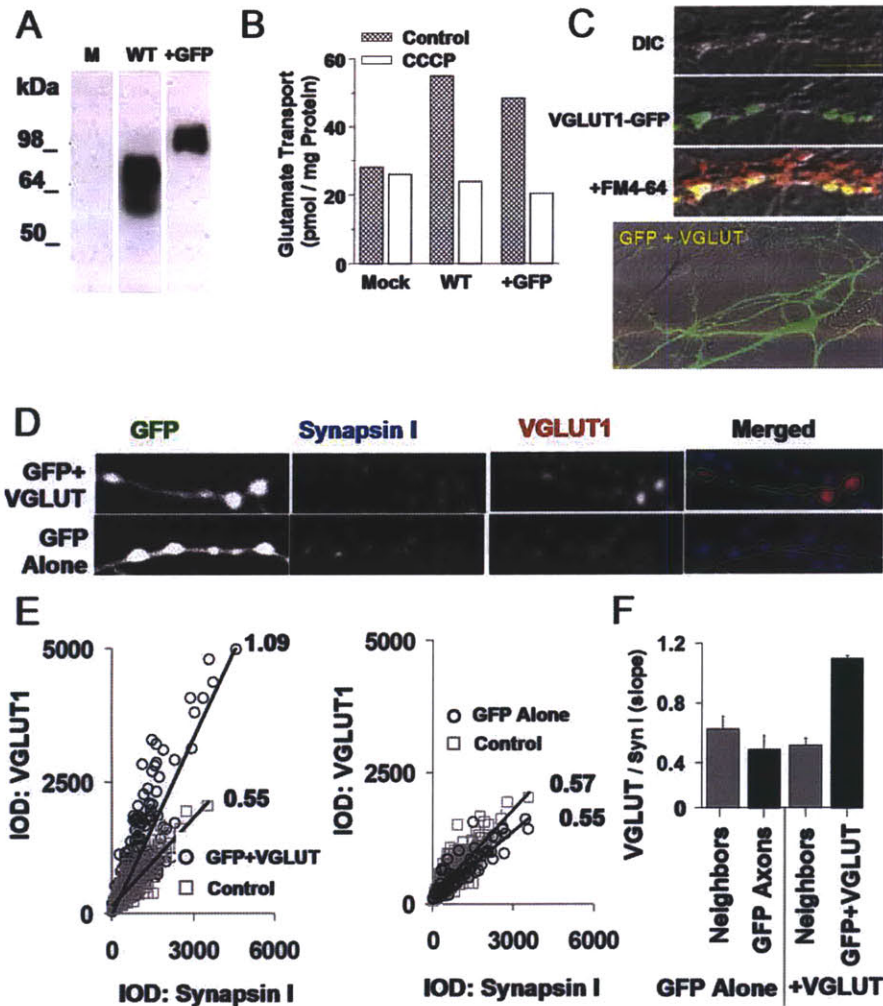 A
M WT +GFP
kDa
98_
64_
50_
B
Control
CCCP
Glutamate Transport
(pmol / mg Protein)
60
40
20
0
Mock WT +GFP
C
DIC
VGLUT1-GFP
+FM4-64
GFP + VGLUT
D
GFP Synapsin I VGLUT1 Merged
GFP+
VGLUT
GFP
Alone
E
IOD: VGLUT1
5000
2500
0
1.09
0.55
GFP+VGLUT
Control
0 3000 6000
IOD: Synapsin I
IOD: VGLUT1
5000
2500
0
GFP Alone
Control
0.57
0.55
0 3000 6000
IOD: Synapsin I
F
VGLUT / Syn I (slope)
1.2
0.8
0.4
0
Neighbors
GFP Axons
Neighbors
GFP+VGLUT
GFP Alone +VGLUT